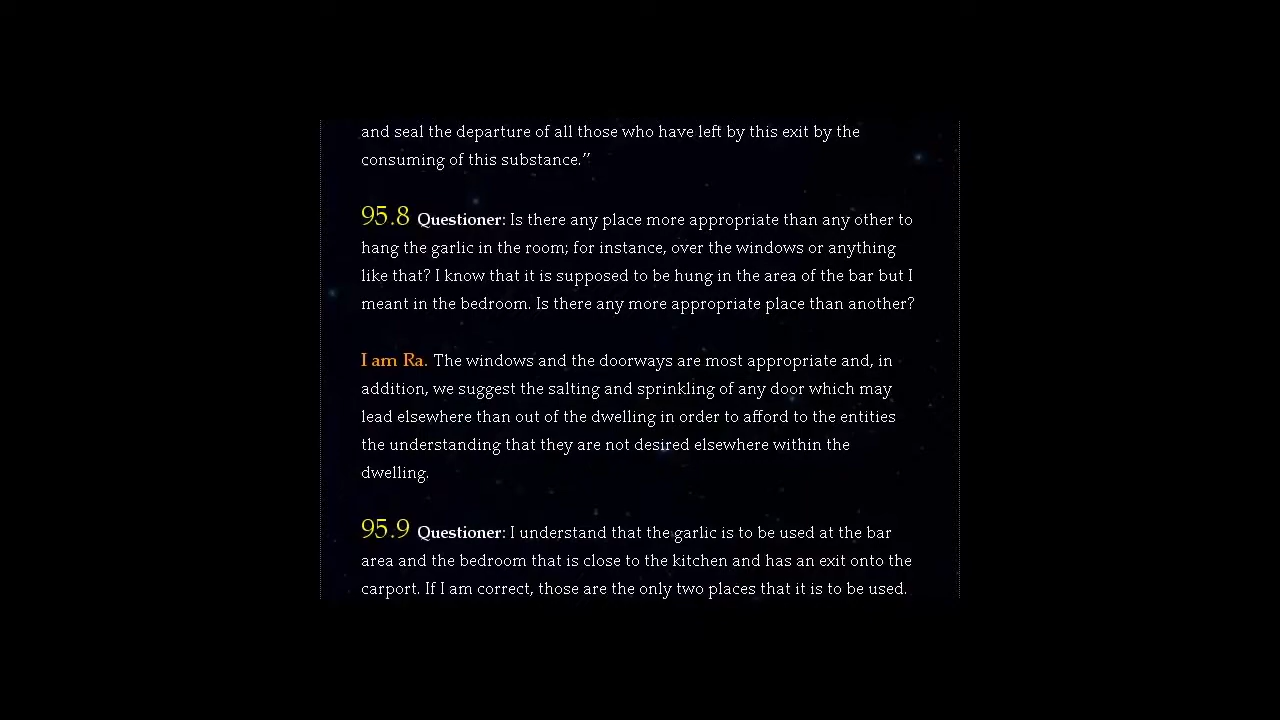 and seal the departure of all those who have left by this exit by the
consuming of this substance.”
95.8 Questioner: Is there any place more appropriate than any other to
hang the garlic in the room; for instance, over the windows or anything
like that? I know that it is supposed to be hung in the area of the bar but I
meant in the bedroom. Is there any more appropriate place than another?
I am Ra. The windows and the doorways are most appropriate and, in
addition, we suggest the salting and sprinkling of any door which may
lead elsewhere than out of the dwelling in order to afford to the entities
the understanding that they are not desired elsewhere within the
dwelling.
95.9 Questioner: I understand that the garlic is to be used at the bar
area and the bedroom that is close to the kitchen and has an exit onto the
carport. If I am correct, those are the only two places that it is to be used.